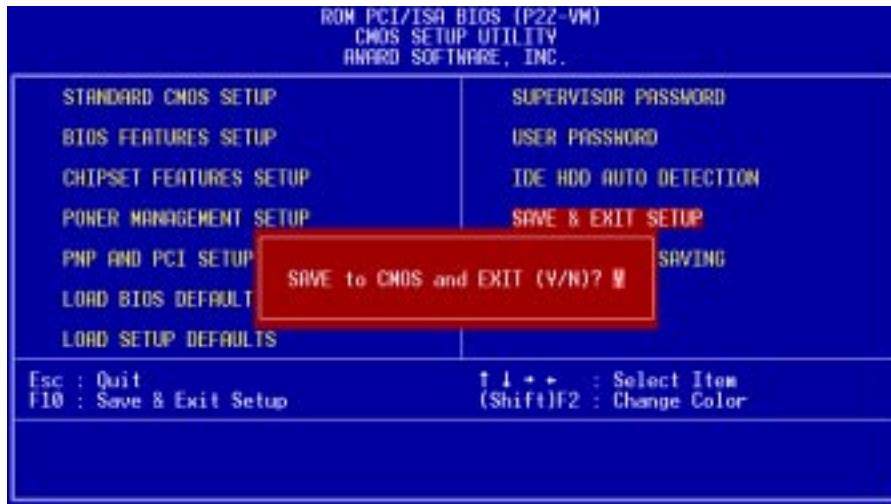 ROM PCI/ISA BIOS (P2Z-VM)
CMOS SETUP UTILITY
AWARD SOFTWARE, INC.
STANDARD CMOS SETUP
BIOS FEATURES SETUP
CHIPSET FEATURES SETUP
POWER MANAGEMENT SETUP
PNP AND PCI SETUP
LOAD BIOS DEFAULT
LOAD SETUP DEFAULTS
SUPERVISOR PASSWORD
USER PASSWORD
IDE HDD AUTO DETECTION
SAVE & EXIT SETUP
SAVING
SAVE to CMOS and EXIT (Y/N)? Y
Esc : Quit
F10 : Save & Exit Setup
↑ ↓ → ← : Select Item
(Shift)F2 : Change Color